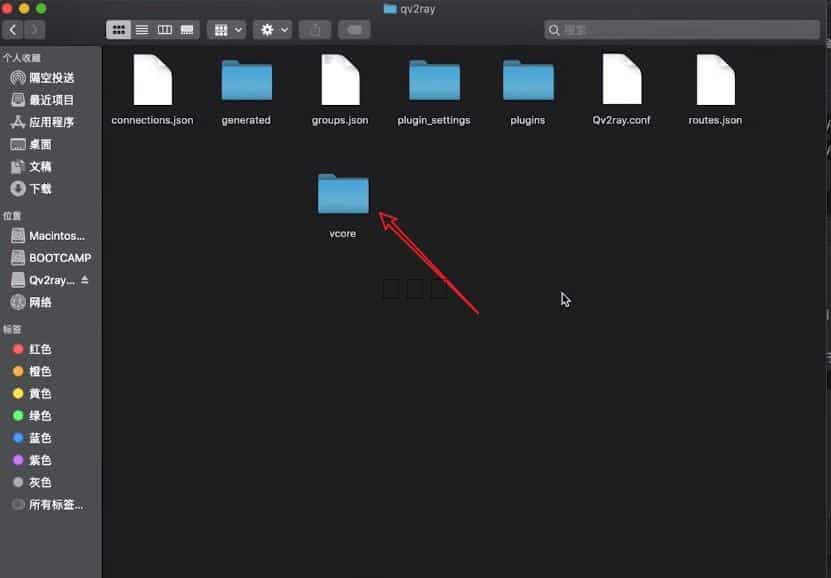 qv2ray
搜索
个人收藏
隔空投送
最近项目
应用程序
桌面
文稿
下载
位置
Macintos...
BOOTCAMP
Qv2ray...
网络
标签
红色
橙色
黄色
绿色
蓝色
紫色
灰色
所有标签...
connections.json
generated
groups.json
plugin_settings
plugins
Qv2ray.conf
routes.json
vcore